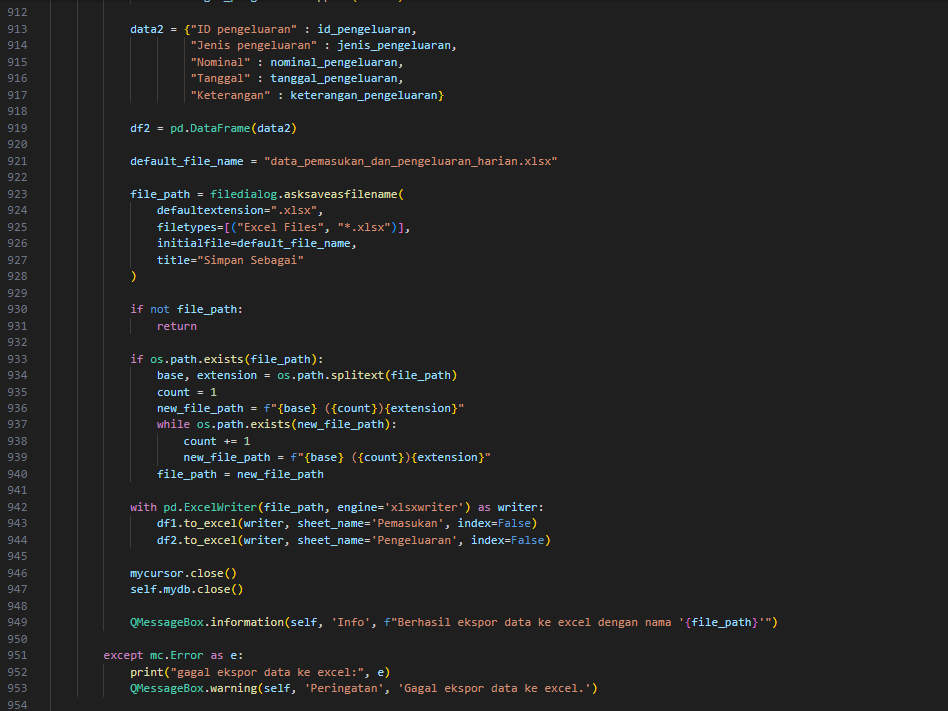 912
913 data2 = {"ID pengeluaran" : id_pengeluaran,
914 "Jenis pengeluaran" : jenis_pengeluaran,
915 "Nominal" : nominal_pengeluaran,
916 "Tanggal" : tanggal_pengeluaran,
917 "Keterangan" : keterangan_pengeluaran}
918
919 df2 = pd.DataFrame(data2)
920
921 default_file_name = "data_pemasukan_dan_pengeluaran_harian.xlsx"
922
923 file_path = filedialog.asksaveasfilename(
924 defaultextension=".xlsx",
925 filetypes=[("Excel Files", "*.xlsx")],
926 initialfile=default_file_name,
927 title="Simpan Sebagai"
928 )
929
930 if not file_path:
931 return
932
933 if os.path.exists(file_path):
934 base, extension = os.path.splitext(file_path)
935 count = 1
936 new_file_path = f"{base} ({count}){extension}"
937 while os.path.exists(new_file_path):
938 count += 1
939 new_file_path = f"{base} ({count}){extension}"
940 file_path = new_file_path
941
942 with pd.ExcelWriter(file_path, engine='xlsxwriter') as writer:
943 df1.to_excel(writer, sheet_name='Pemasukan', index=False)
944 df2.to_excel(writer, sheet_name='Pengeluaran', index=False)
945
946 mycursor.close()
947 self.mydb.close()
948
949 QMessageBox.information(self, 'Info', f"Berhasil ekspor data ke excel dengan nama '{file_path}'")
950
951 except mc.Error as e:
952 print("gagal ekspor data ke excel:", e)
953 QMessageBox.warning(self, 'Peringatan', 'Gagal ekspor data ke excel.')
954